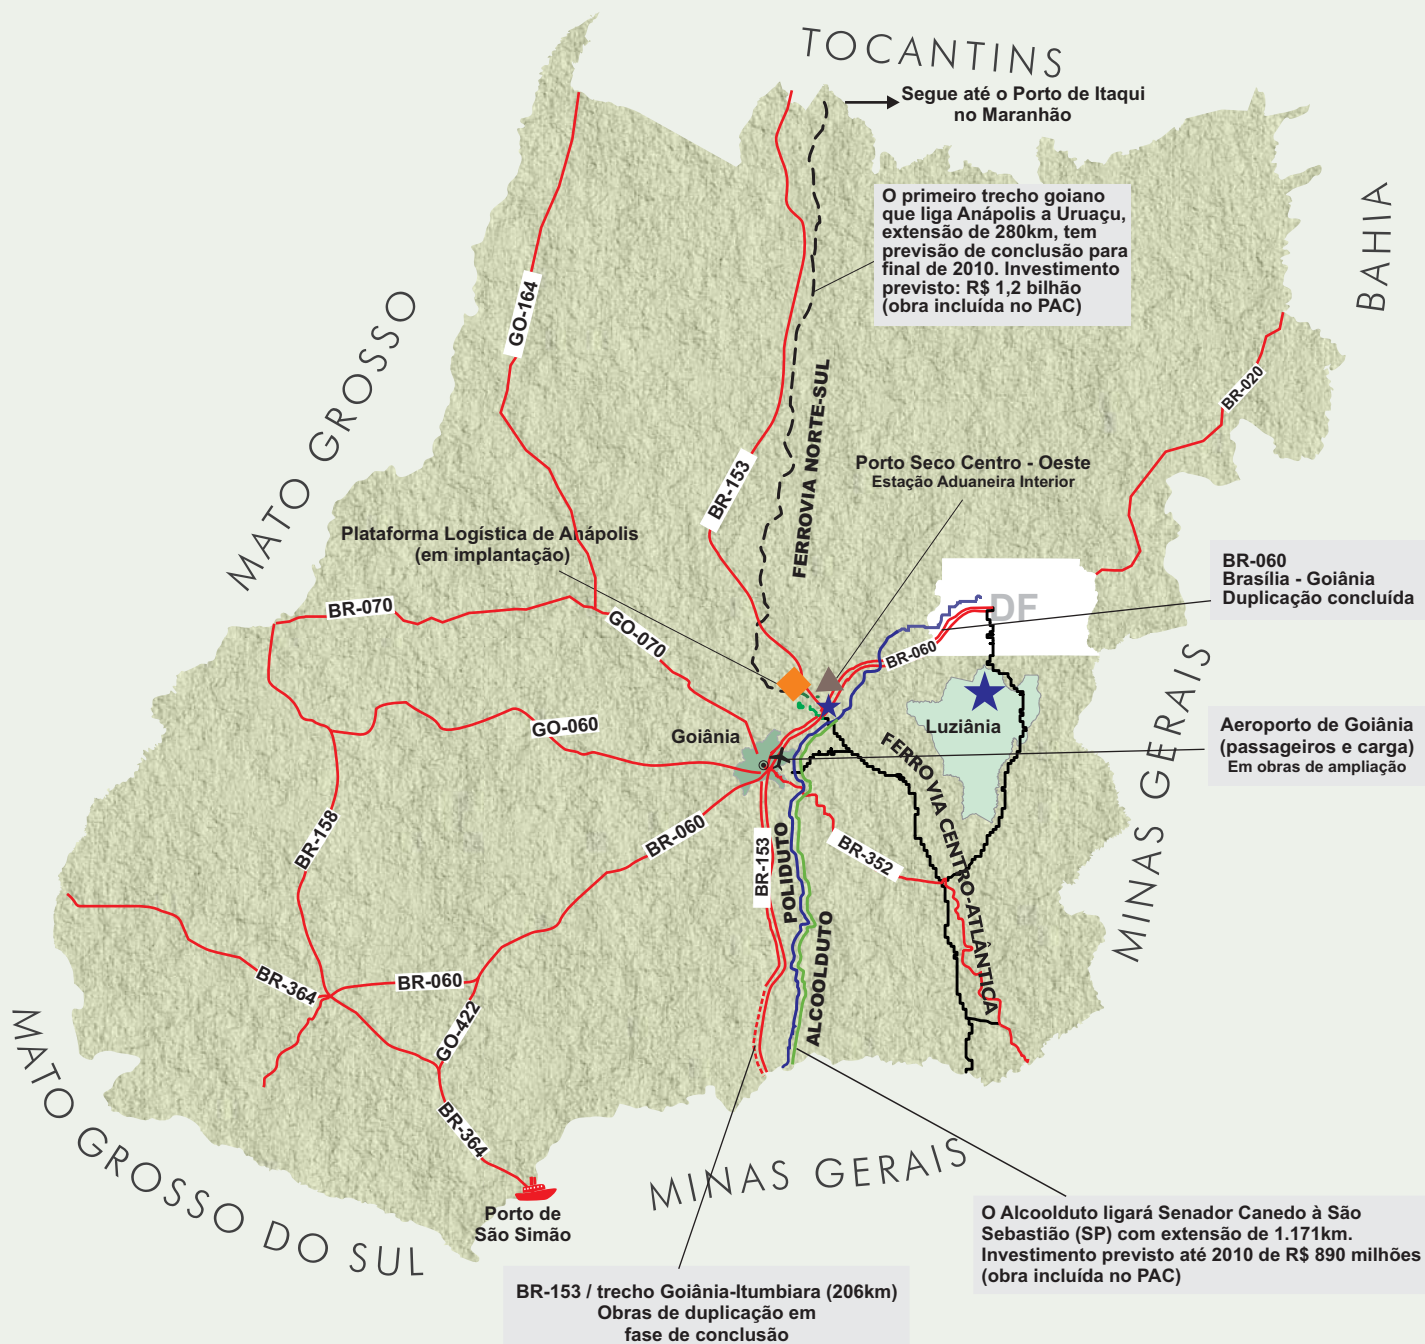 TOCANTINS
Segue até o Porto de Itaqui
no Maranhão
O primeiro trecho goiano
que liga Anápolis a Uruaçu,
extensão de 280km, tem
previsão de conclusão para
final de 2010. Investimento
previsto: R$ 1,2 bilhão
(obra incluída no PAC)
BAHIA
GO-164
MATO GROSSO
BR-020
FERROVIA NORTE-SUL
BR-153
Porto Seco Centro - Oeste
Estação Aduaneira Interior
Plataforma Logística de Anápolis
(em implantação)
BR-060
Brasília - Goiânia
Duplicação concluída
DF
BR-070
GO-070
BR-060
MINAS GERAIS
Luziânia
GO-060
Goiânia
Aeroporto de Goiânia
(passageiros e carga)
Em obras de ampliação
FERROVIA CENTRO-ATLÂNTICA
BR-158
BR-060
BR-153
POLIDUTO
BR-352
ALCOOLDUTO
BR-364
BR-060
GO-422
MATO GROSSO DO SUL
BR-364
MINAS GERAIS
Porto de
São Simão
O Alcoolduto ligará Senador Canedo à São
Sebastião (SP) com extensão de 1.171km.
Investimento previsto até 2010 de R$ 890 milhões
(obra incluída no PAC)
BR-153 / trecho Goiânia-Itumbiara (206km)
Obras de duplicação em
fase de conclusão